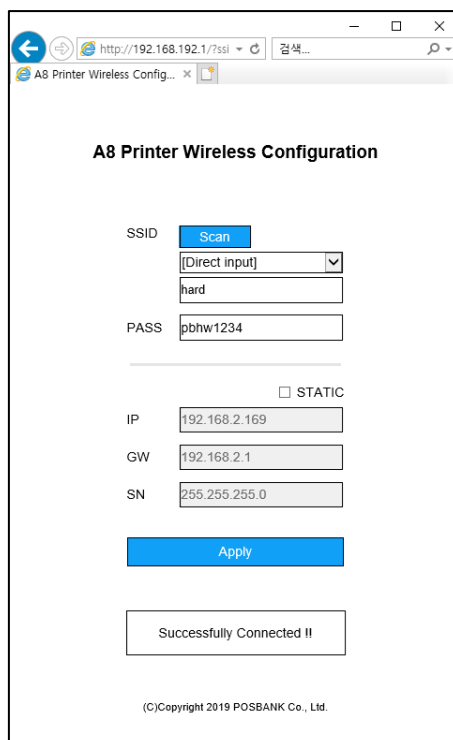 http://192.168.192.1/?ssi
검색...
A8 Printer Wireless Config...
A8 Printer Wireless Configuration
SSID
Scan
[Direct input]
hard
PASS
pbhw1234
STATIC
IP
192.168.2.169
GW
192.168.2.1
SN
255.255.255.0
Apply
Successfully Connected !!
(C)Copyright 2019 POSBANK Co., Ltd.